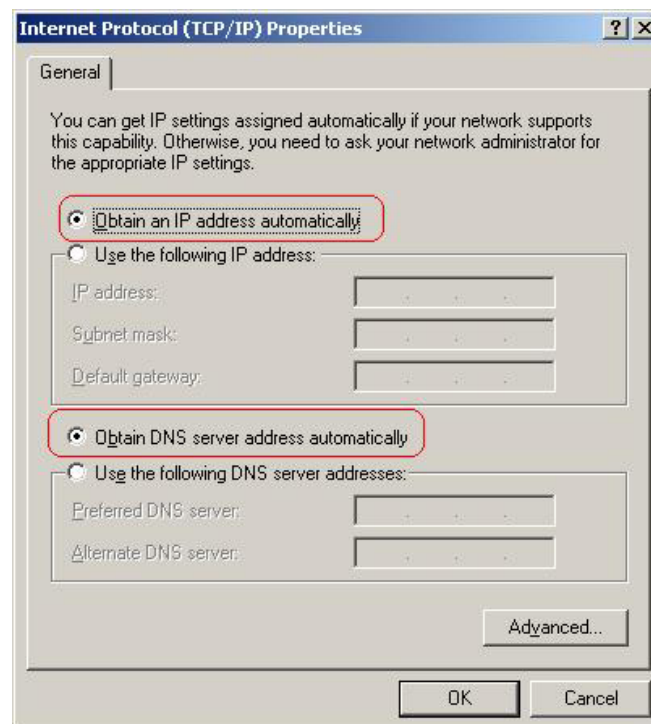 Internet Protocol (TCP/IP) Properties
General
You can get IP settings assigned automatically if your network supports
this capability. Otherwise, you need to ask your network administrator for
the appropriate IP settings.
Obtain an IP address automatically
Use the following IP address:
IP address:
Subnet mask:
Default gateway:
Obtain DNS server address automatically
Use the following DNS server addresses:
Preferred DNS server:
Alternate DNS server:
Advanced...
OK
Cancel